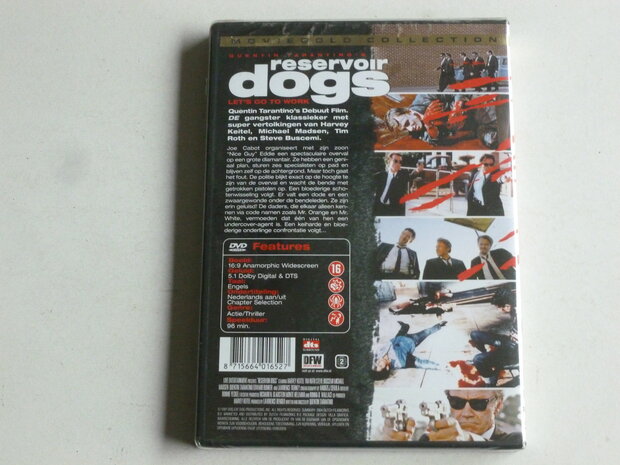 MOVIEGOLD COLLECTION
QUENTIN TARANTINO'S
reservoir
dogs
LET'S GO TO WORK
Quentin Tarantino's Debuut Film.
DE gangster klassieker met
super vertolkingen van Harvey
Keitel, Michael Madsen, Tim
Roth en Steve Buscemi.
Joe Cabot organiseert met zijn zoon
"Nice Guy" Eddie een spectaculaire overval
op een grote diamantair. Ze hebben een geni-
aal plan, sturen zes specialisten op pad en
blijven zelf op de achtergrond. Maar toch gaat
het fout. De politie blijkt exact op de hoogte te
zijn van de overval en wacht de bende met
getrokken pistolen op. Een bloederige scho-
tenwisseling volgt. Er valt een dode en een
zwaargewonde onder de bendeleden. Ze zijn
erin geluisd! De daders, die elkaar alleen ken-
nen via code namen zoals Mr. Orange en Mr.
White, vermoeden dat één van hen een
undercover-agent is. Een keiharde en bloe-
derige onderlinge confrontatie volgt...
DVD Features
Beeld:
16:9 Anamorphic Widescreen
Geluid:
5.1 Dolby Digital & DTS
Taal:
Engels
Ondertiteling:
Nederlands aan/uit
Chapter Selection
Genre:
Actie/Thriller
Speelduur:
96 min.
16
8 715664 016527
DIGITAL
dts
SURROUND
DFW
2